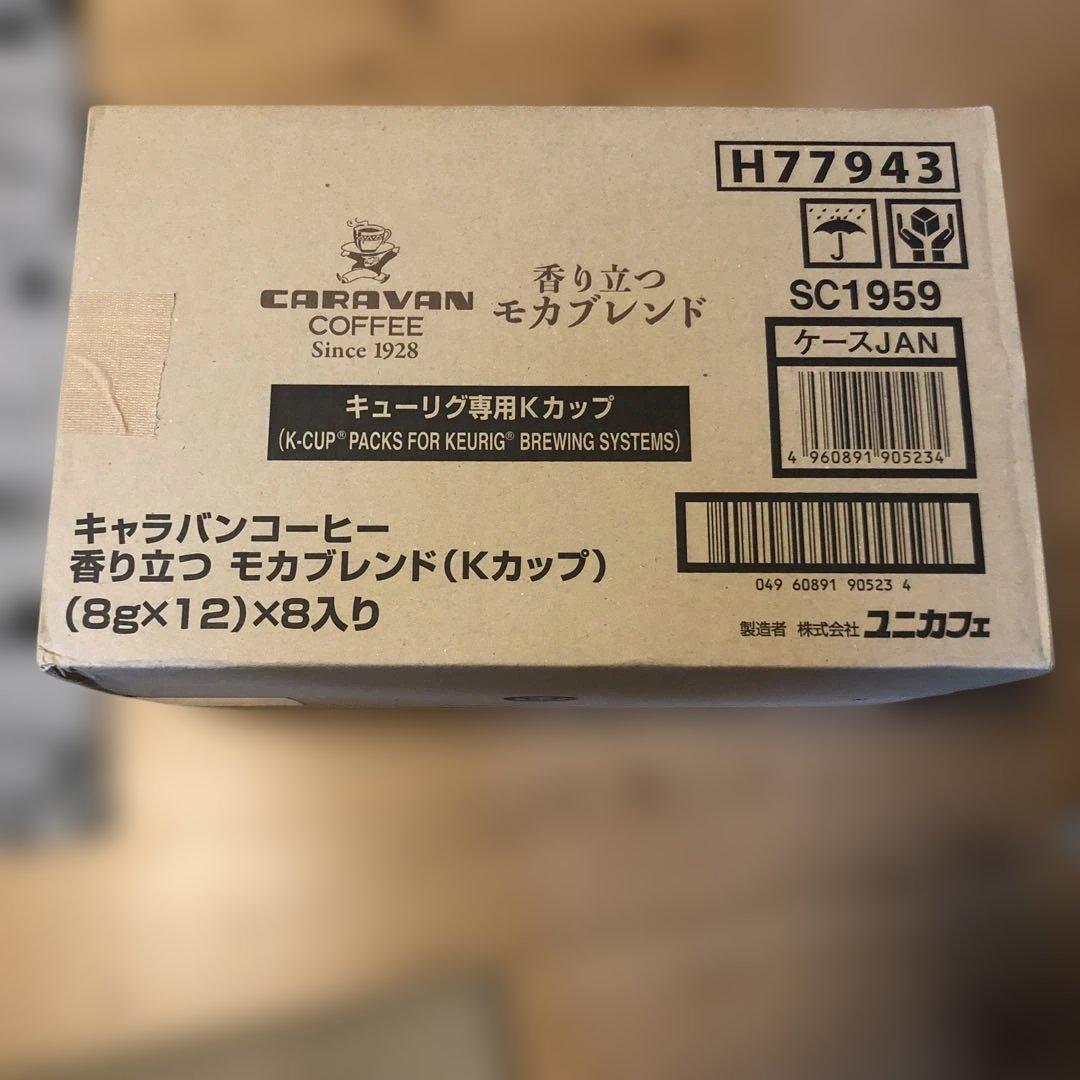 H77943
CARAVAN
COFFEE
Since 1928
香り立つ
モカブレンド
SC1959
ケースJAN
4 960891 905234
キューリグ専用Kカップ
(K-CUP® PACKS FOR KEURIG® BREWING SYSTEMS)
キャラバンコーヒー
香り立つ モカブレンド(Kカップ)
(8g×12)×8入り
049 60891 90523 4
製造者 株式会社 ユニカフェ